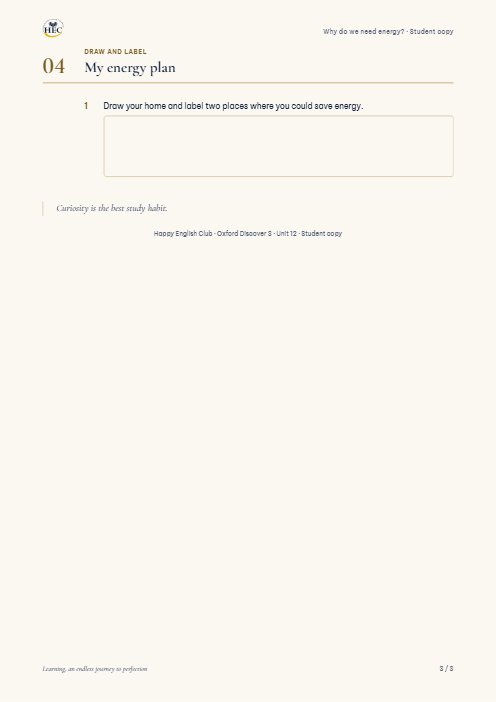 HEC
Why do we need energy? · Student copy
DRAW AND LABEL
04 My energy plan
1 Draw your home and label two places where you could save energy.
Curiosity is the best study habit.
Happy English Club · Oxford Discover 3 · Unit 12 · Student copy
Learning, an endless journey to perfection
3 / 3